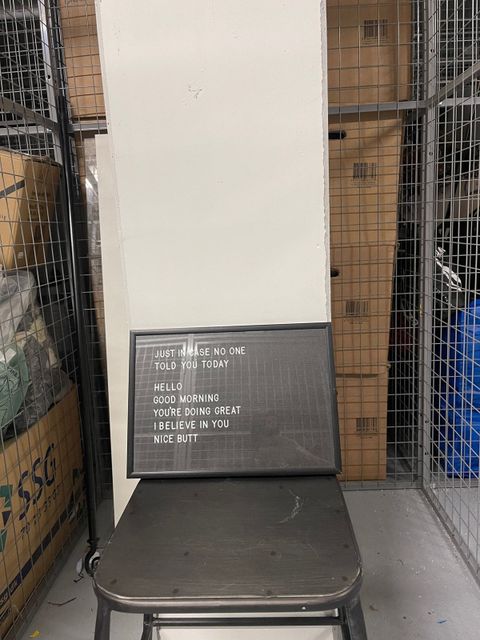 JUST IN CASE NO ONE
TOLD YOU TODAY
HELLO
GOOD MORNING
YOU'RE DOING GREAT
I BELIEVE IN YOU
NICE BUTT
SSG